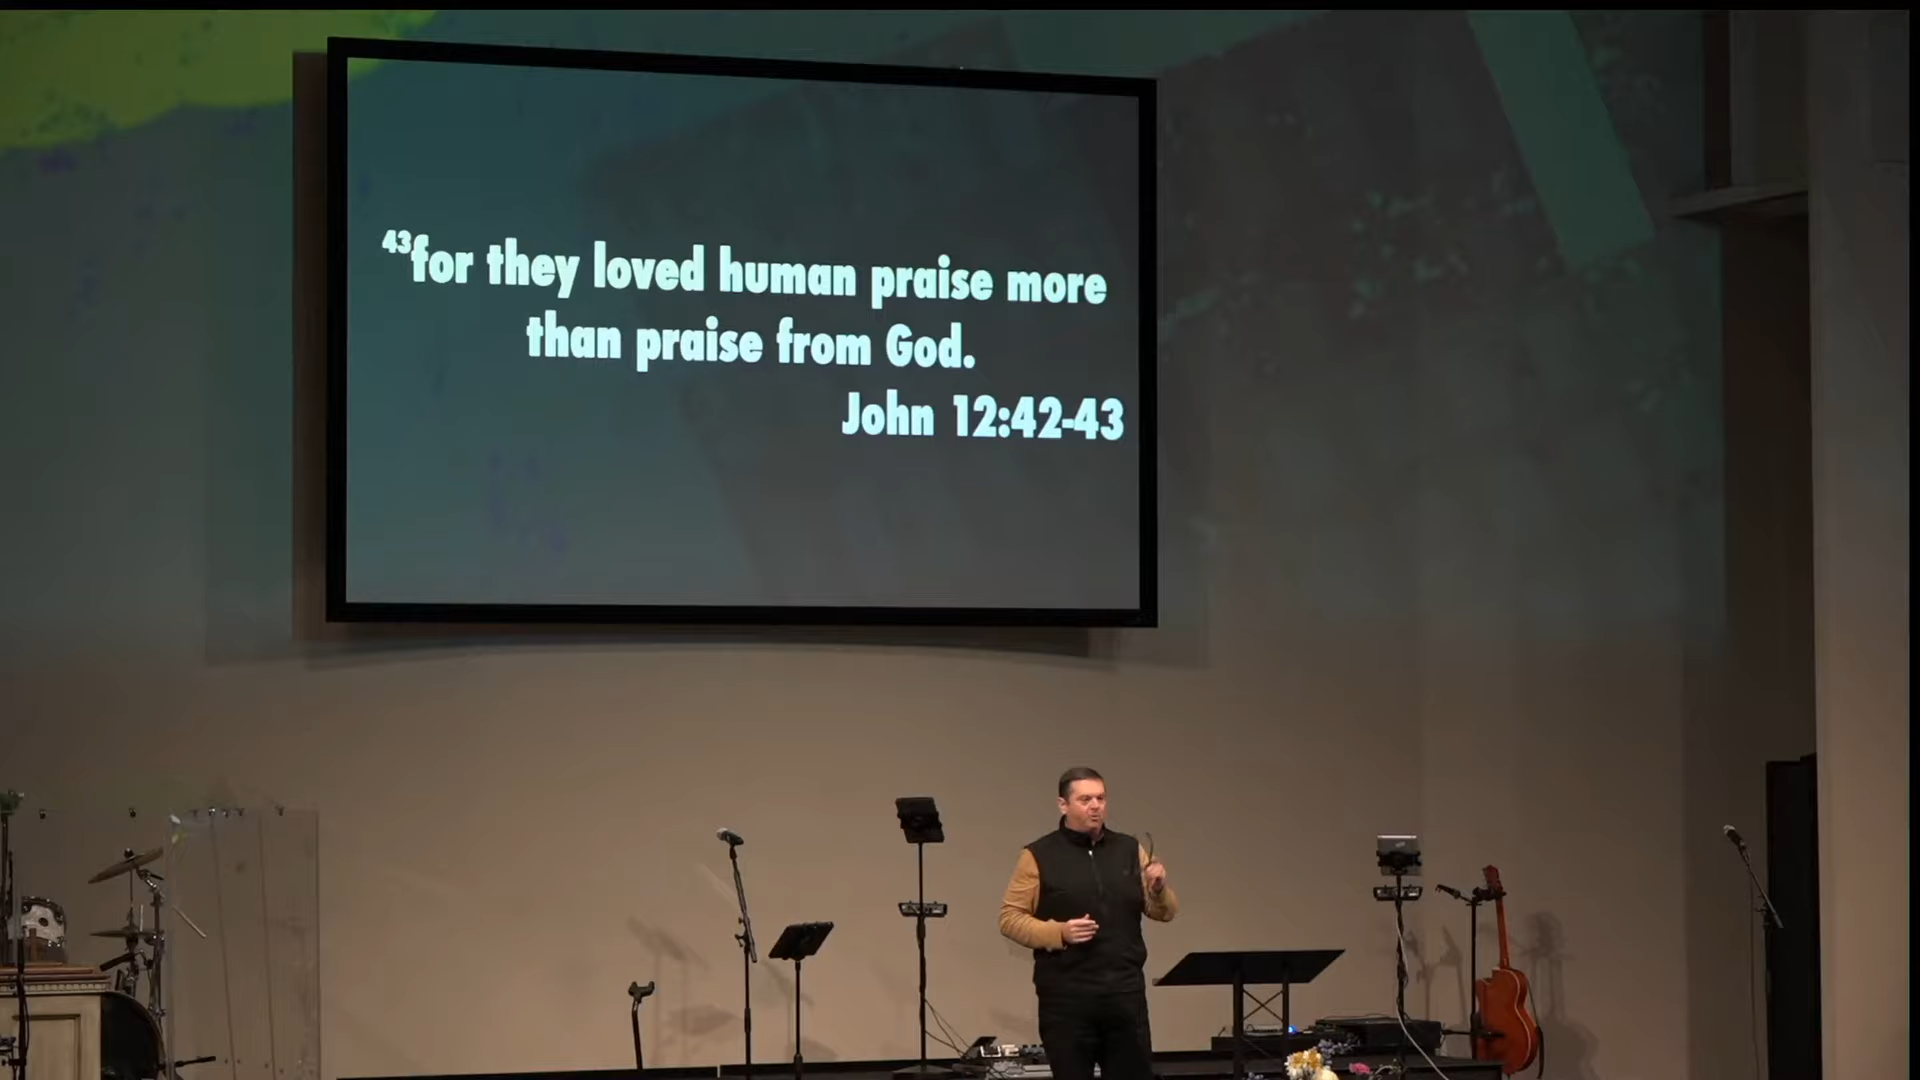 43for they loved human praise more
than praise from God.
John 12:42-43